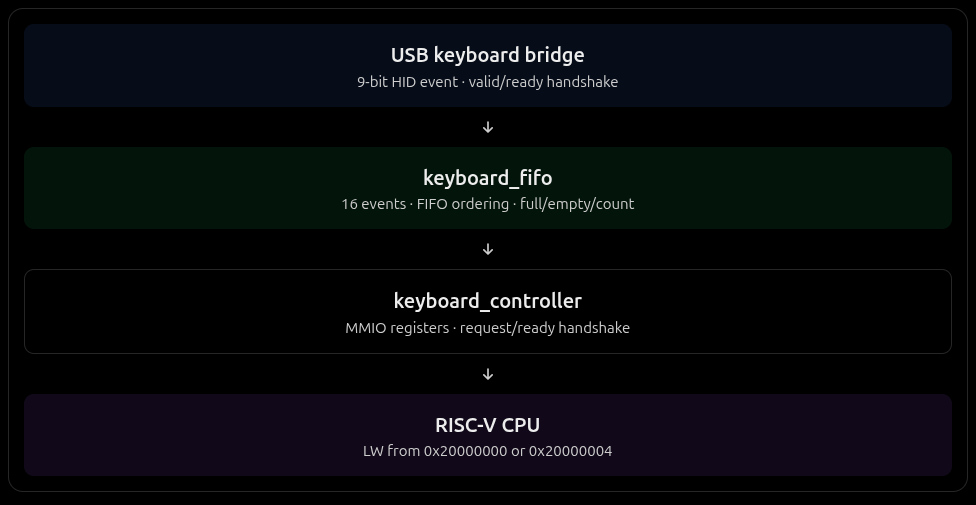 USB keyboard bridge
9-bit HID event · valid/ready handshake
↓
keyboard_fifo
16 events · FIFO ordering · full/empty/count
↓
keyboard_controller
MMIO registers · request/ready handshake
↓
RISC-V CPU
LW from 0x20000000 or 0x20000004